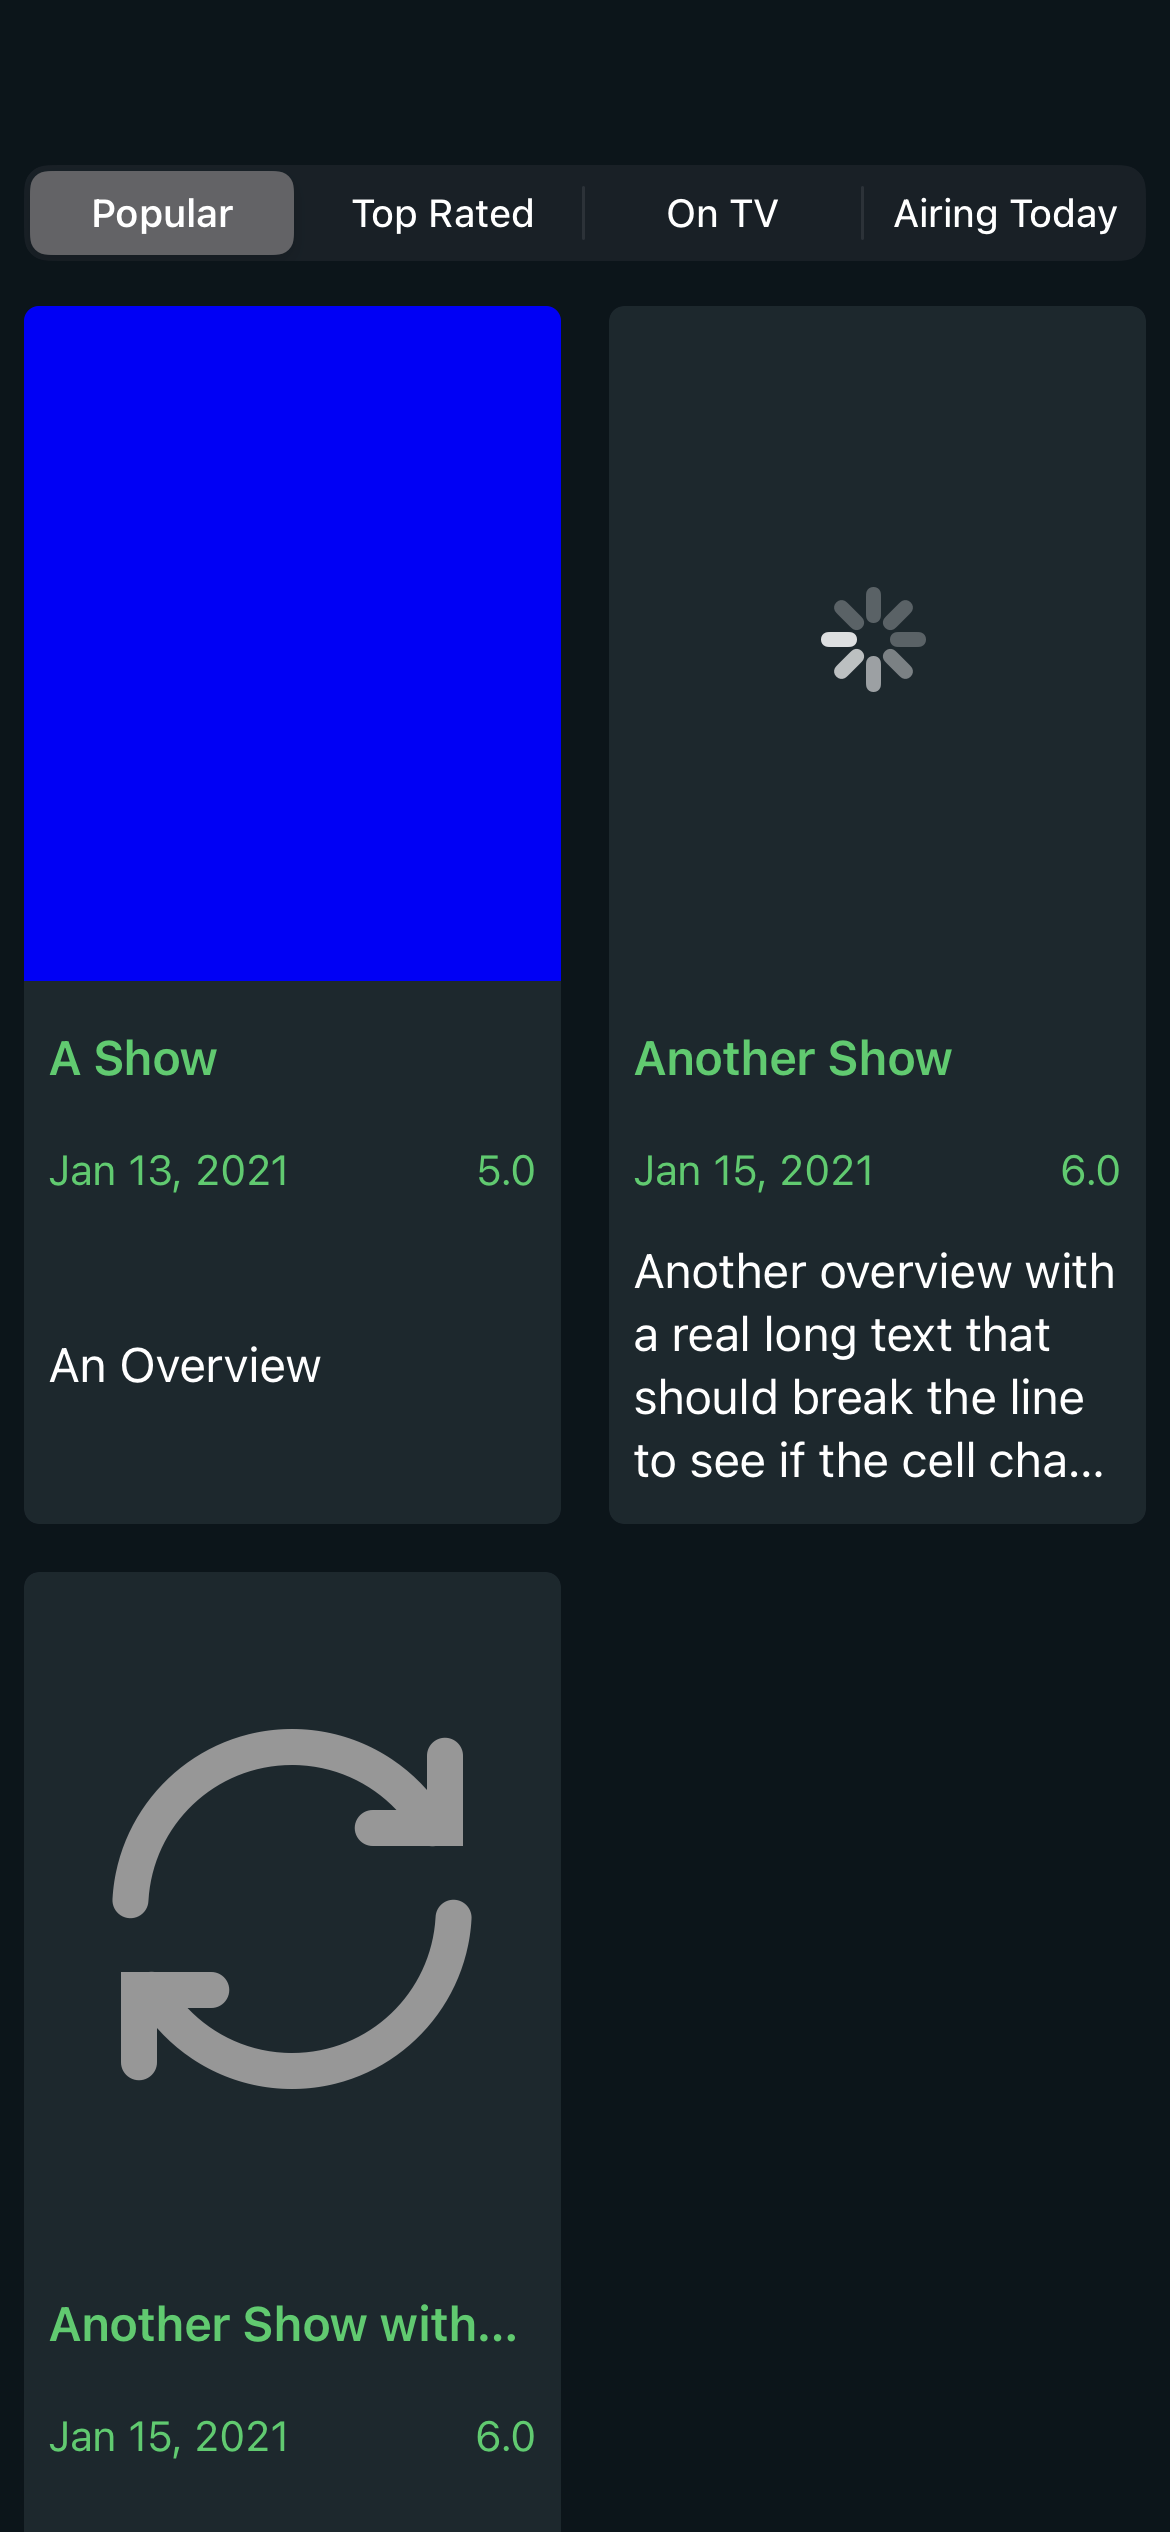 Popular Top Rated On TV Airing Today
A Show
Jan 13, 2021 5.0
An Overview
Another Show
Jan 15, 2021 6.0
Another overview with
a real long text that
should break the line
to see if the cell cha...
Another Show with...
Jan 15, 2021 6.0